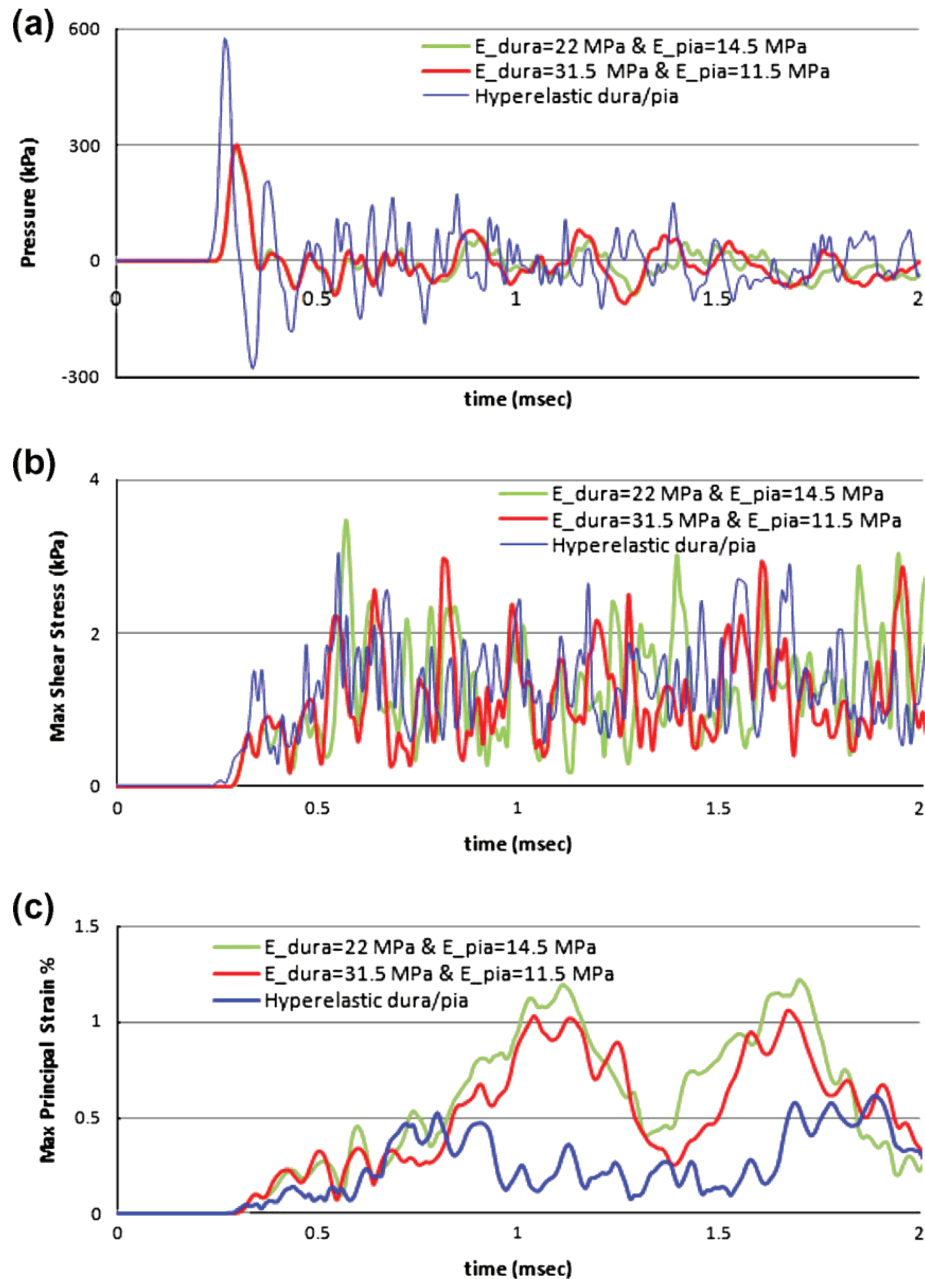 (a)
600
E_dura=22 MPa & E_pia=14.5 MPa
E_dura=31.5 MPa & E_pia=11.5 MPa
Hyperelastic dura/pia
300
Pressure (kPa)
0
0 0.5 1 1.5 2
-300
time (msec)
(b)
4
E_dura=22 MPa & E_pia=14.5 MPa
E_dura=31.5 MPa & E_pia=11.5 MPa
Hyperelastic dura/pia
Max Shear Stress (kPa)
2
0
0 0.5 1 1.5 2
time (msec)
(c)
1.5
E_dura=22 MPa & E_pia=14.5 MPa
E_dura=31.5 MPa & E_pia=11.5 MPa
Hyperelastic dura/pia
Max Principal Strain %
1
0.5
0
0 0.5 1 1.5 2
time (msec)